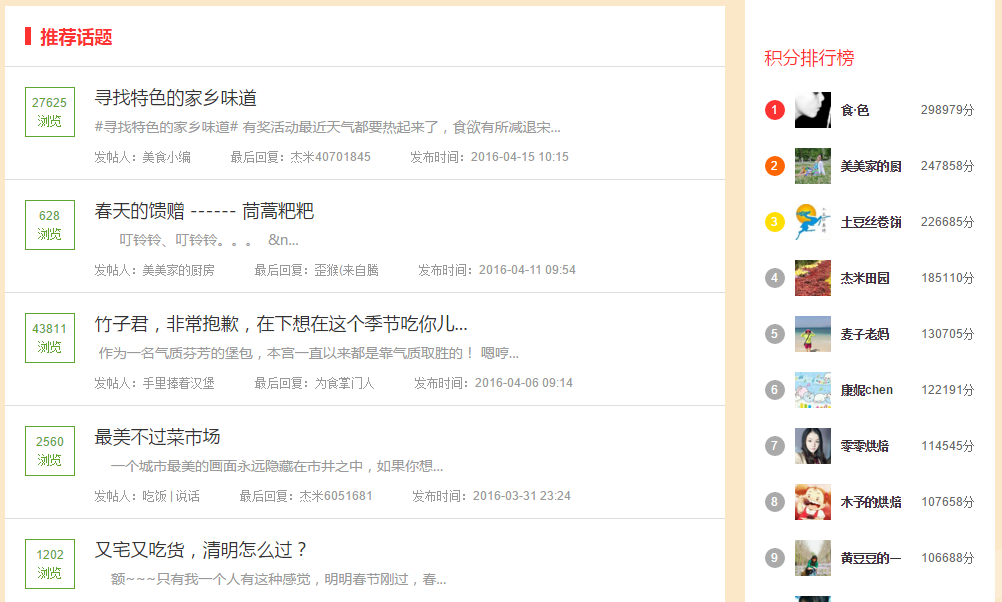 推荐话题
27625
浏览
寻找特色的家乡味道
#寻找特色的家乡味道# 有奖活动最近天气都要热起来了，食欲有所减退宋...
发帖人：美食小编 最后回复：杰米40701845 发布时间：2016-04-15 10:15
628
浏览
春天的馈赠 ------ 茼蒿粑粑
叮铃铃、叮铃铃。。。 &n...
发帖人：美美家的厨房 最后回复：歪猴(来自腾 发布时间：2016-04-11 09:54
43811
浏览
竹子君，非常抱歉，在下想在这个季节吃你儿...
作为一名气质芬芳的堡包，本宫一直以来都是靠气质取胜的！ 嗯哼...
发帖人：手里捧着汉堡 最后回复：为食掌门人 发布时间：2016-04-06 09:14
2560
浏览
最美不过菜市场
一个城市最美的画面永远隐藏在市井之中，如果你想...
发帖人：吃饭 | 说话 最后回复：杰米6051681 发布时间：2016-03-31 23:24
1202
浏览
又宅又吃货，清明怎么过？
额~~~只有我一个人有这种感觉，明明春节刚过，春...
积分排行榜
1 食·色 298979分
2 美美家的厨 247858分
3 土豆丝卷饼 226685分
4 杰米田园 185110分
5 麦子老妈 130705分
6 康妮chen 122191分
7 零零烘焙 114545分
8 木予的烘焙 107658分
9 黄豆豆的一 106688分